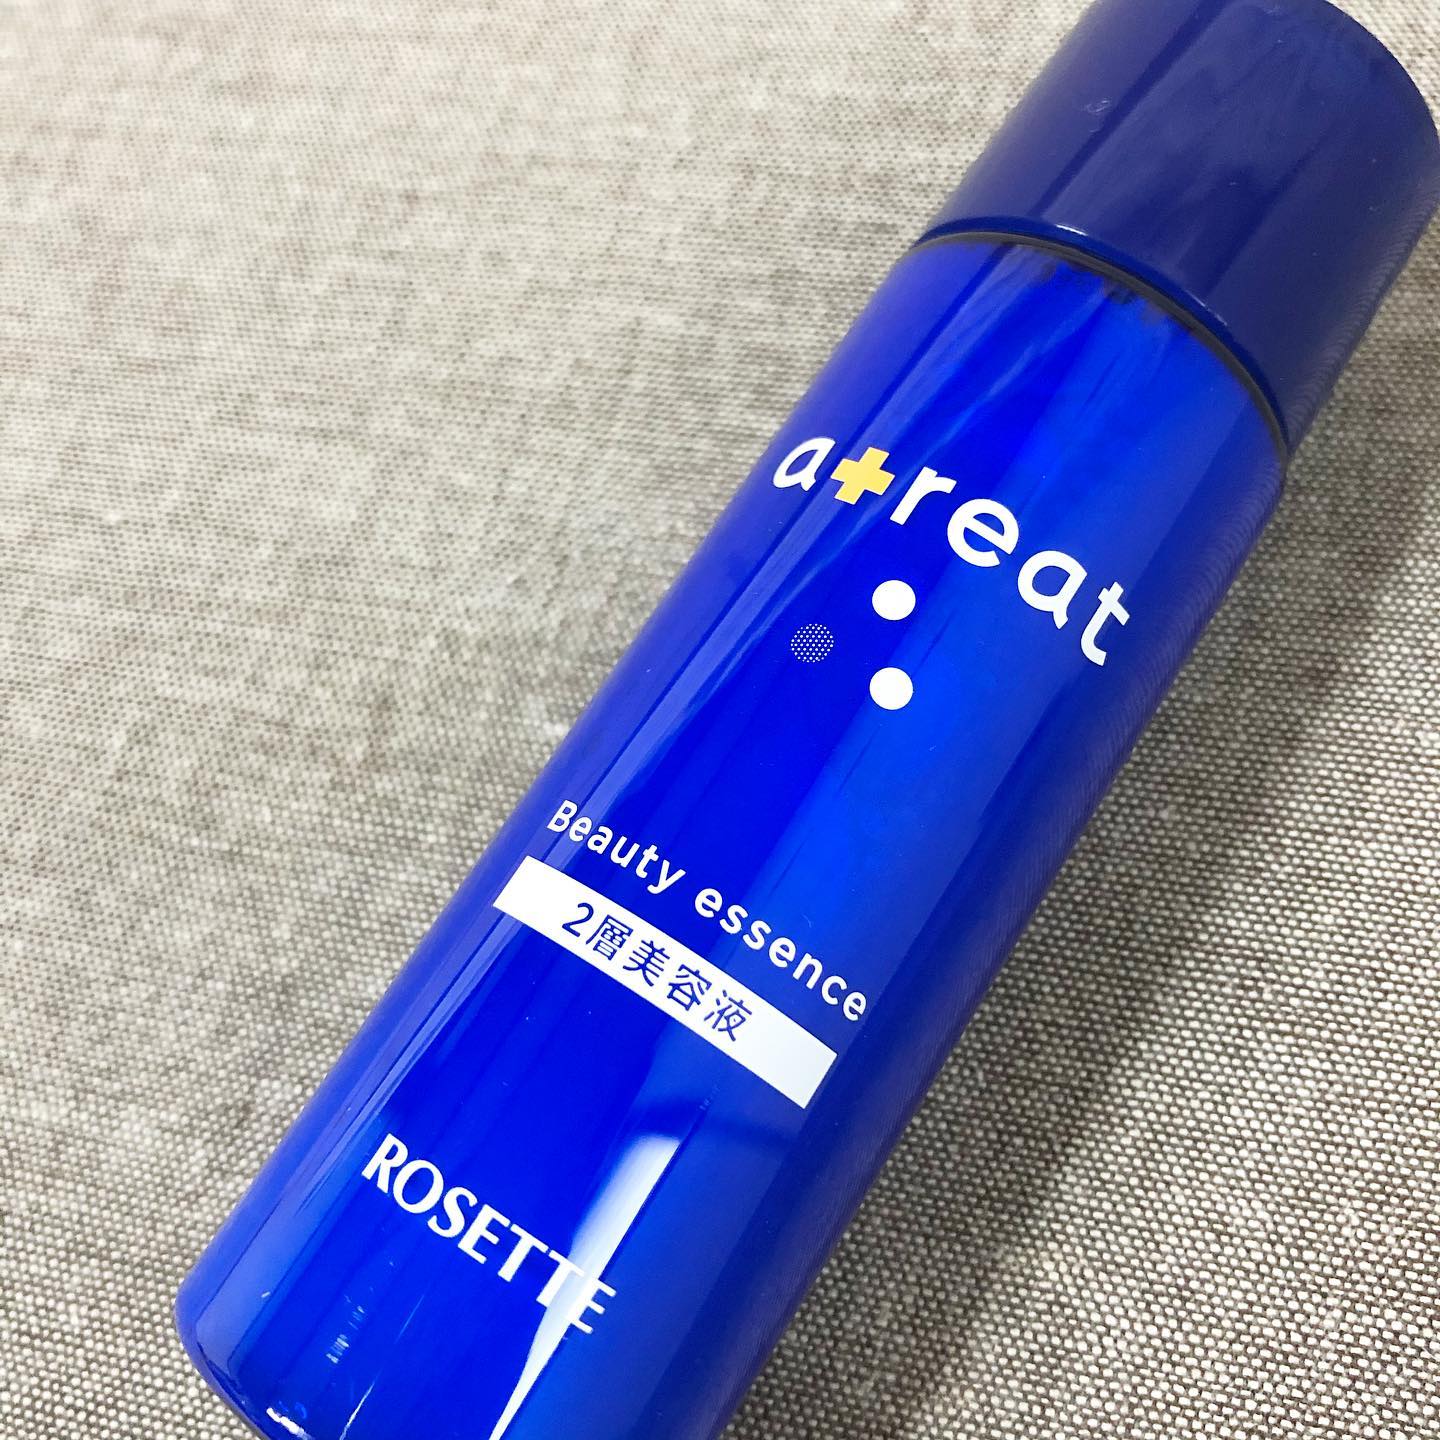 a+reat
Beauty essence
2層美容液
ROSETTE